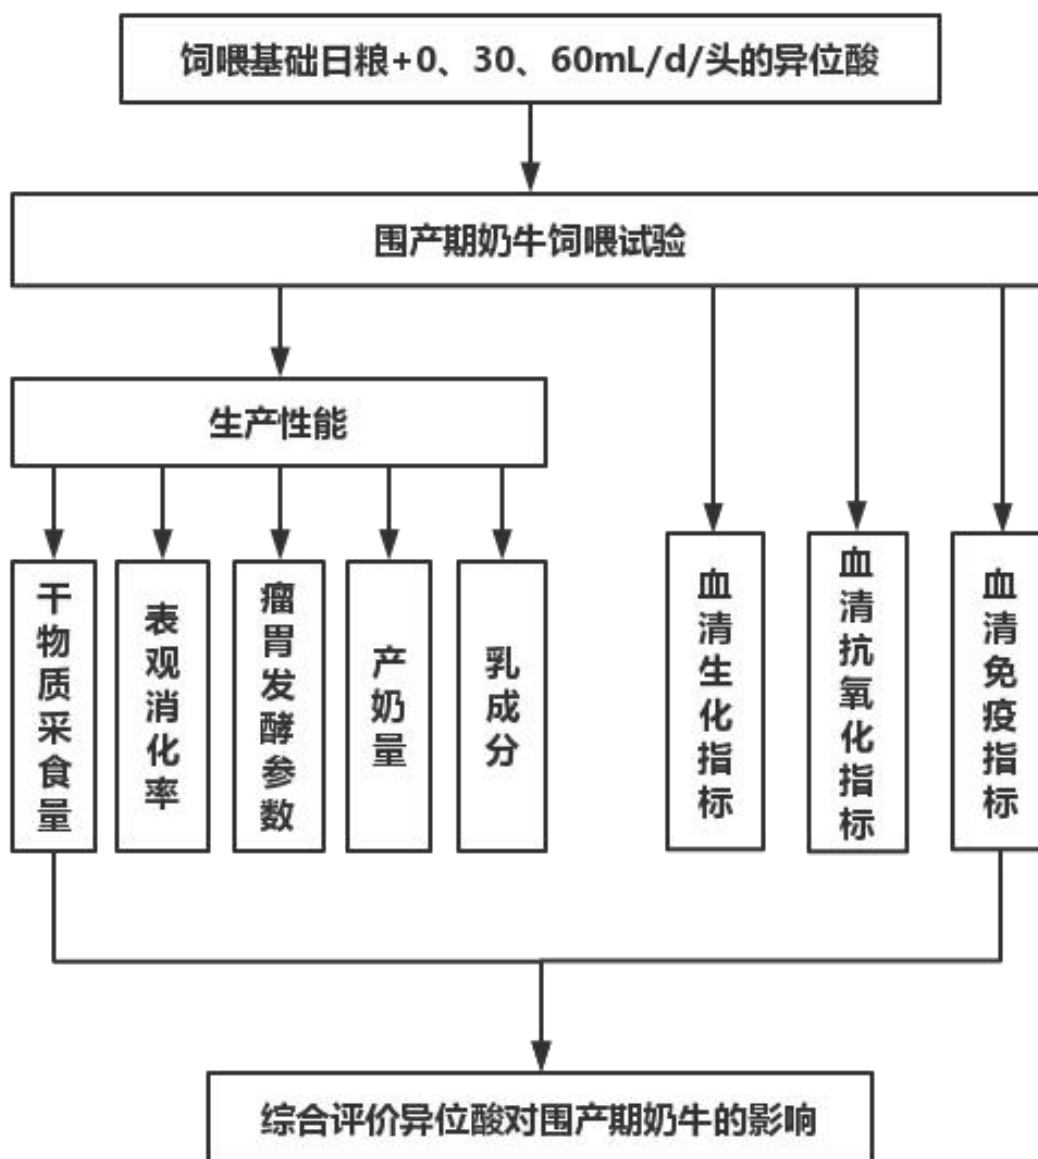 饲喂基础日粮+0、30、60mL/d/头的异位酸
围产期奶牛饲喂试验
生产性能
干物质采食量
表观消化率
瘤胃发酵参数
产奶量
乳成分
血清生化指标
血清抗氧化指标
血清免疫指标
综合评价异位酸对围产期奶牛的影响